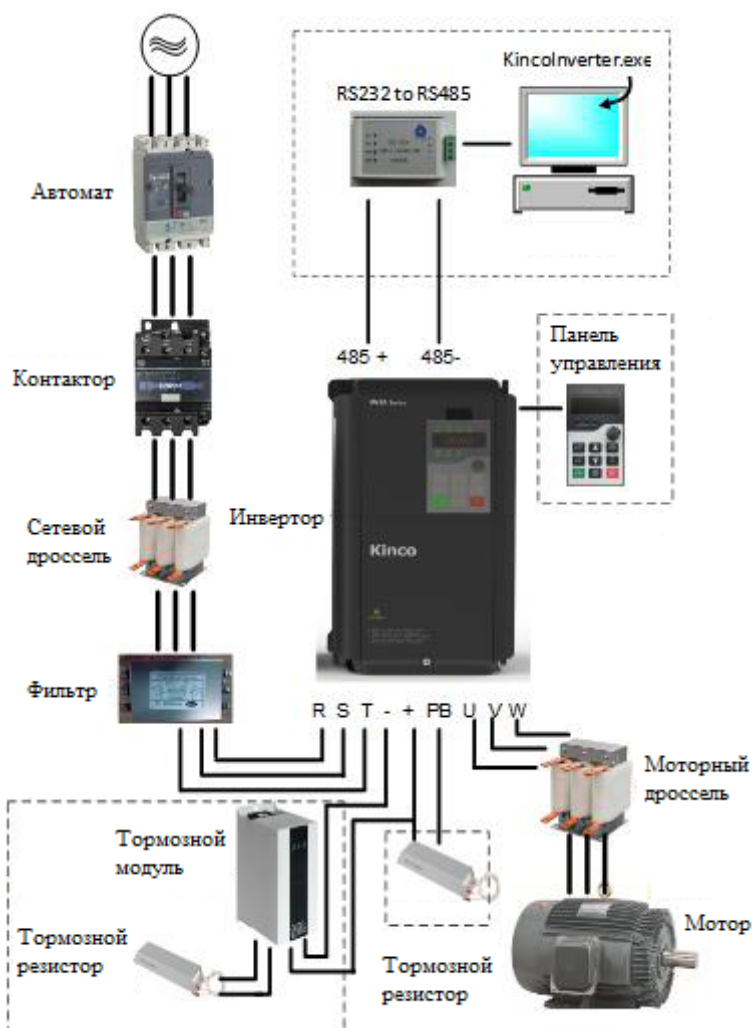 KincoInverter.exe
RS232 to RS485
Автомат
485 +
485-
Панель
управления
Контактор
Инвертор
Kinco
Сетевой
дроссель
Фильтр
R S T - + PB U V W
Моторный
дроссель
Тормозной
модуль
Тормозной
резистор
Тормозной
резистор
Мотор